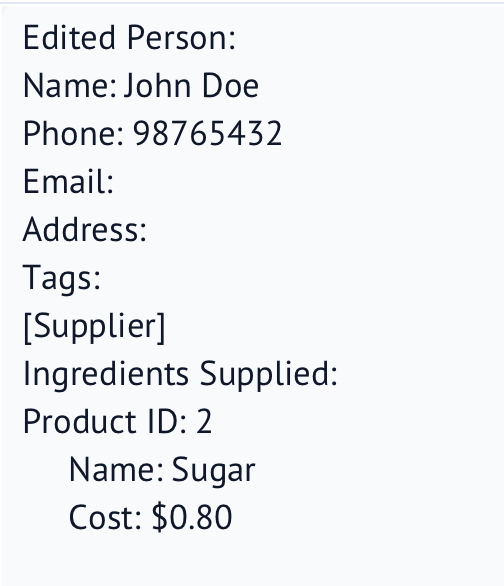 Edited Person:
Name: John Doe
Phone: 98765432
Email:
Address:
Tags:
[Supplier]
Ingredients Supplied:
Product ID: 2
Name: Sugar
Cost: $0.80